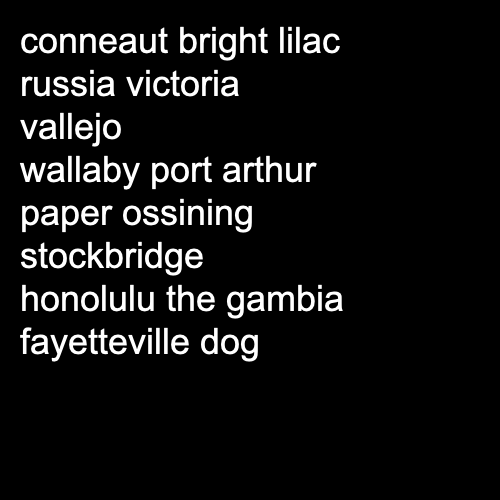 conneaut bright lilac
russia victoria
vallejo
wallaby port arthur
paper ossining
stockbridge
honolulu the gambia
fayetteville dog